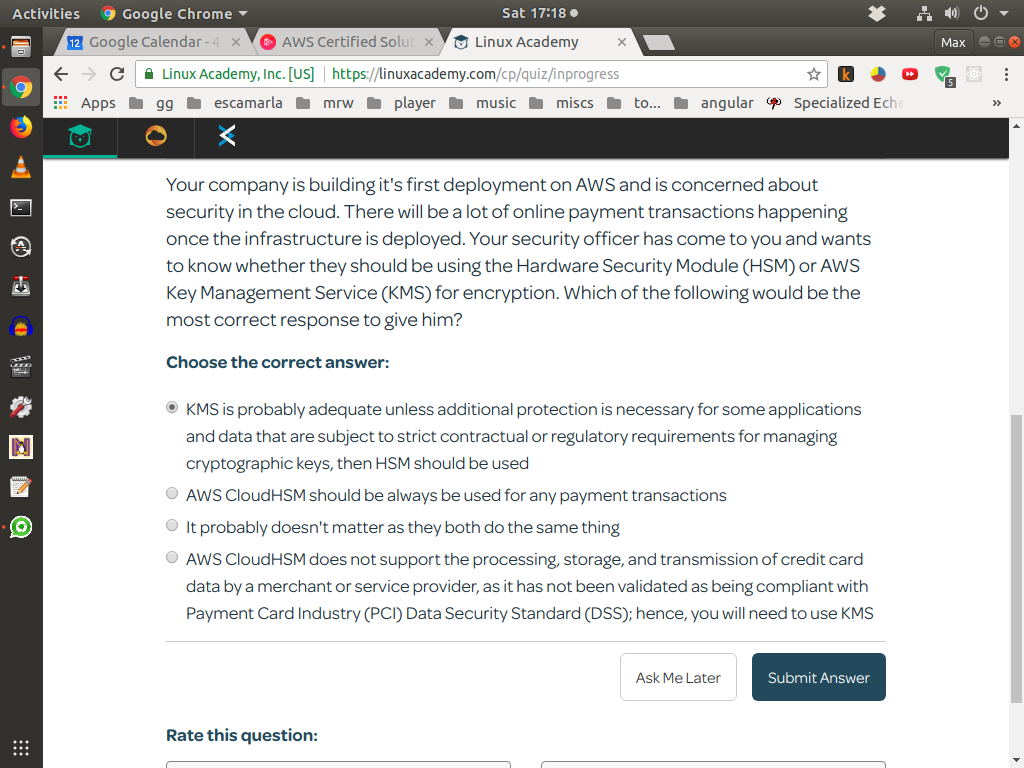 Activities
Google Chrome
Sat 17:18
Google Calendar - 4
AWS Certified Solut
Linux Academy
Max
Linux Academy, Inc. [US]
https://linuxacademy.com/cp/quiz/inprogress
5
Apps
gg
escamarla
mrw
player
music
miscs
to...
angular
Specialized Eche
»
Your company is building it's first deployment on AWS and is concerned about
security in the cloud. There will be a lot of online payment transactions happening
once the infrastructure is deployed. Your security officer has come to you and wants
to know whether they should be using the Hardware Security Module (HSM) or AWS
Key Management Service (KMS) for encryption. Which of the following would be the
most correct response to give him?
Choose the correct answer:
KMS is probably adequate unless additional protection is necessary for some applications
and data that are subject to strict contractual or regulatory requirements for managing
cryptographic keys, then HSM should be used
AWS CloudHSM should be always be used for any payment transactions
It probably doesn't matter as they both do the same thing
AWS CloudHSM does not support the processing, storage, and transmission of credit card
data by a merchant or service provider, as it has not been validated as being compliant with
Payment Card Industry (PCI) Data Security Standard (DSS); hence, you will need to use KMS
Ask Me Later
Submit Answer
Rate this question: